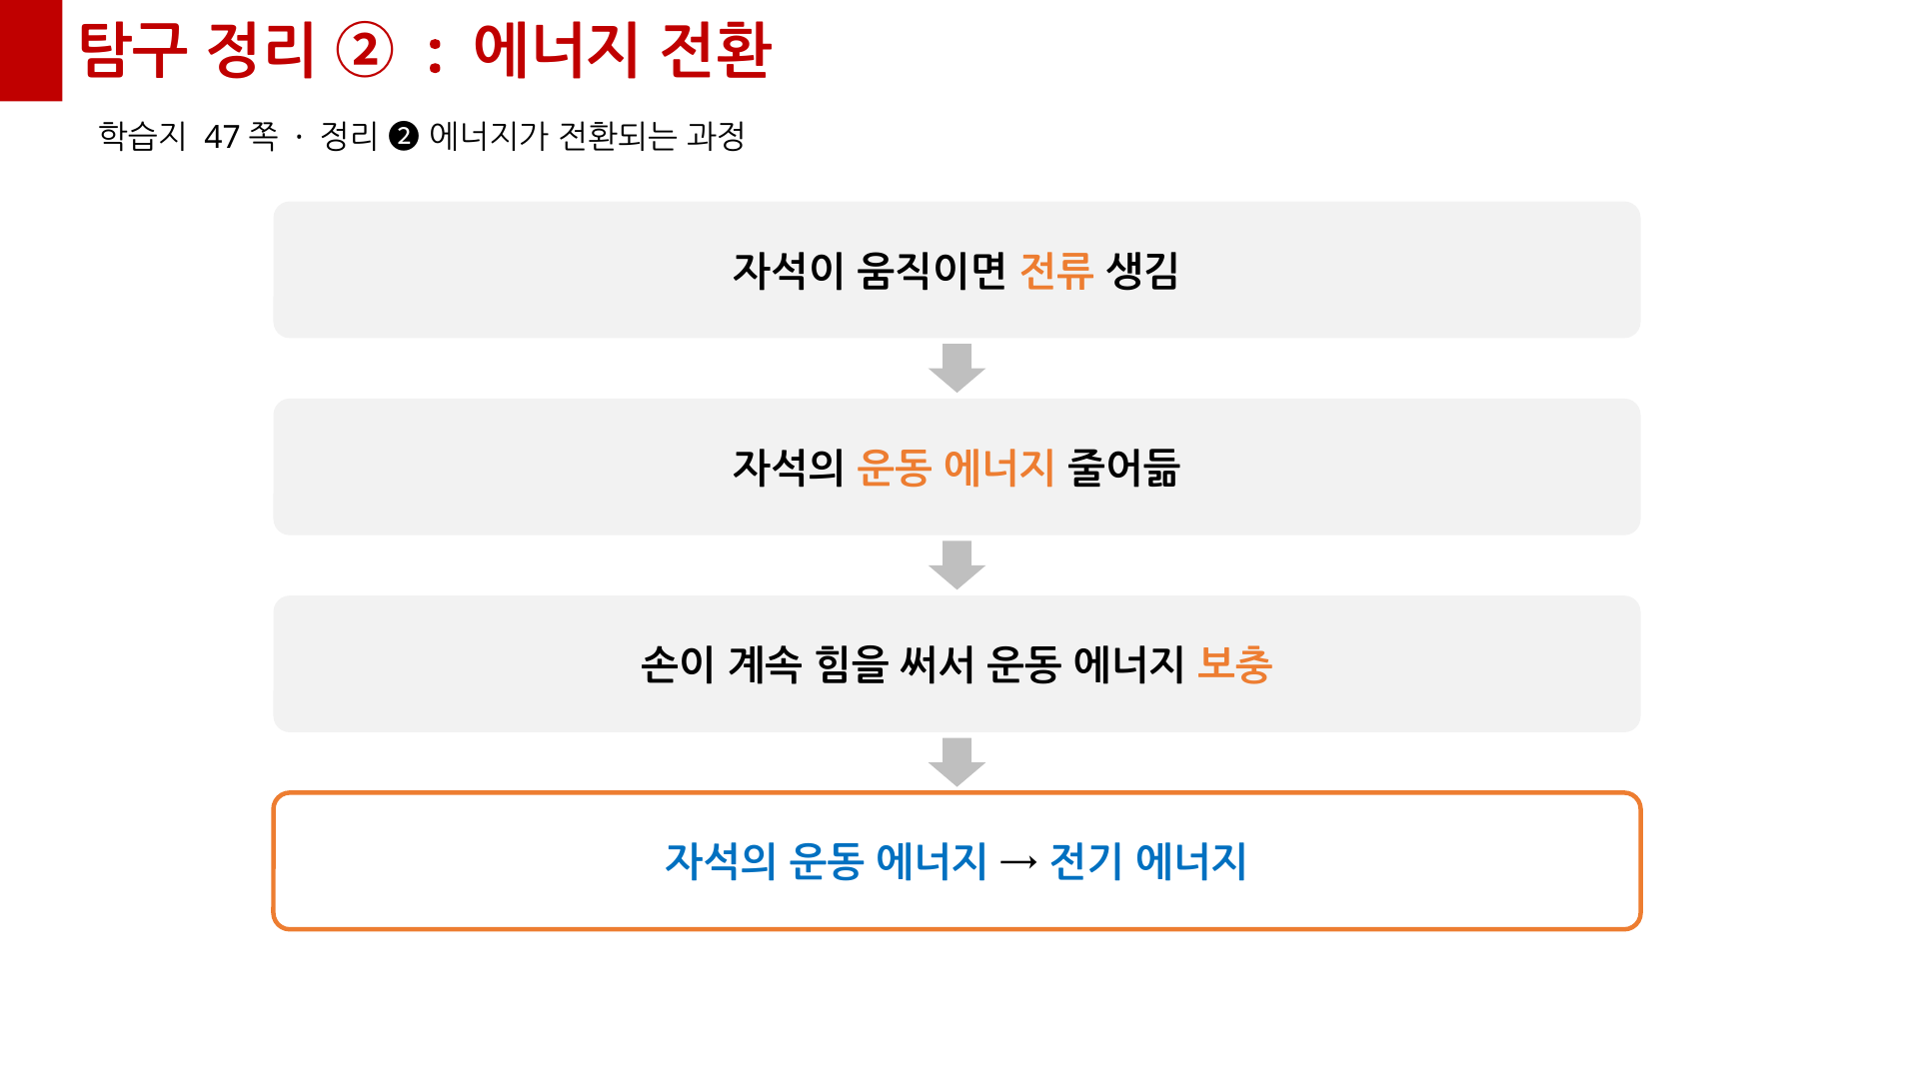 탐구 정리 ② : 에너지 전환
학습지 47 쪽 · 정리 ❷ 에너지가 전환되는 과정
자석이 움직이면 전류 생김
자석의 운동 에너지 줄어듦
손이 계속 힘을 써서 운동 에너지 보충
자석의 운동 에너지 → 전기 에너지